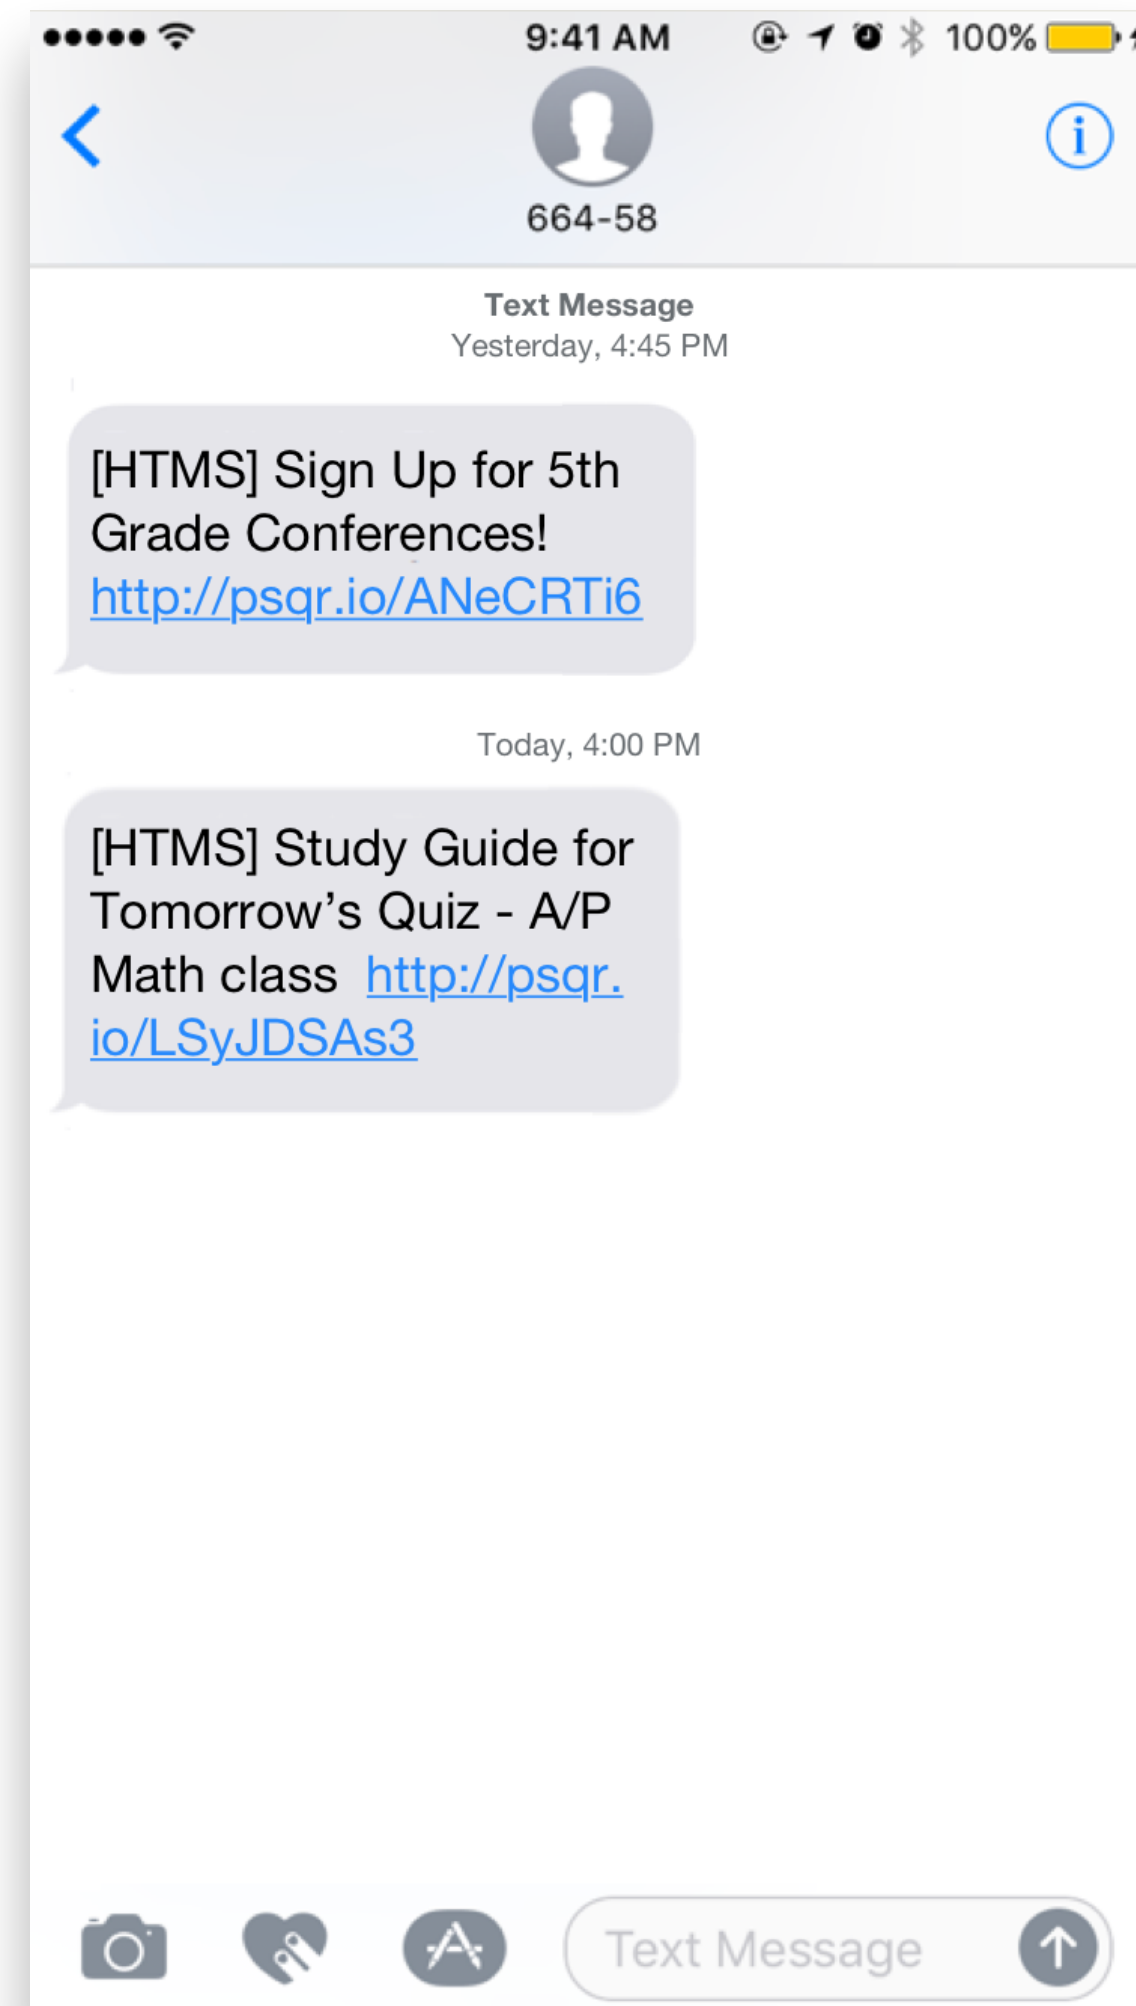 9:41 AM
100%
664-58
Text Message
Yesterday, 4:45 PM
[HTMS] Sign Up for 5th
Grade Conferences!
http://psqr.io/ANeCRTi6
Today, 4:00 PM
[HTMS] Study Guide for
Tomorrow’s Quiz - A/P
Math class  http://psqr.
io/LSyJDSAs3
Text Message